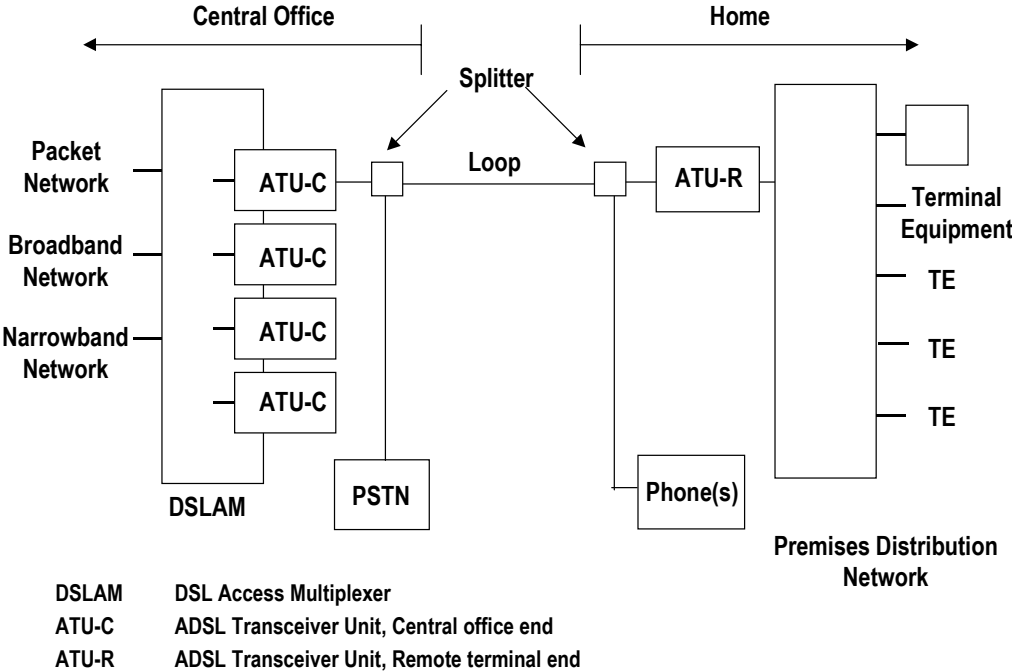 Central Office
Home
Splitter
Packet
Network
Broadband
Network
Narrowband
Network
ATU-C
ATU-C
ATU-C
ATU-C
DSLAM
Loop
PSTN
ATU-R
Phone(s)
Terminal
Equipment
TE
TE
TE
Premises Distribution
Network
DSLAM DSL Access Multiplexer
ATU-C ADSL Transceiver Unit, Central office end
ATU-R ADSL Transceiver Unit, Remote terminal end